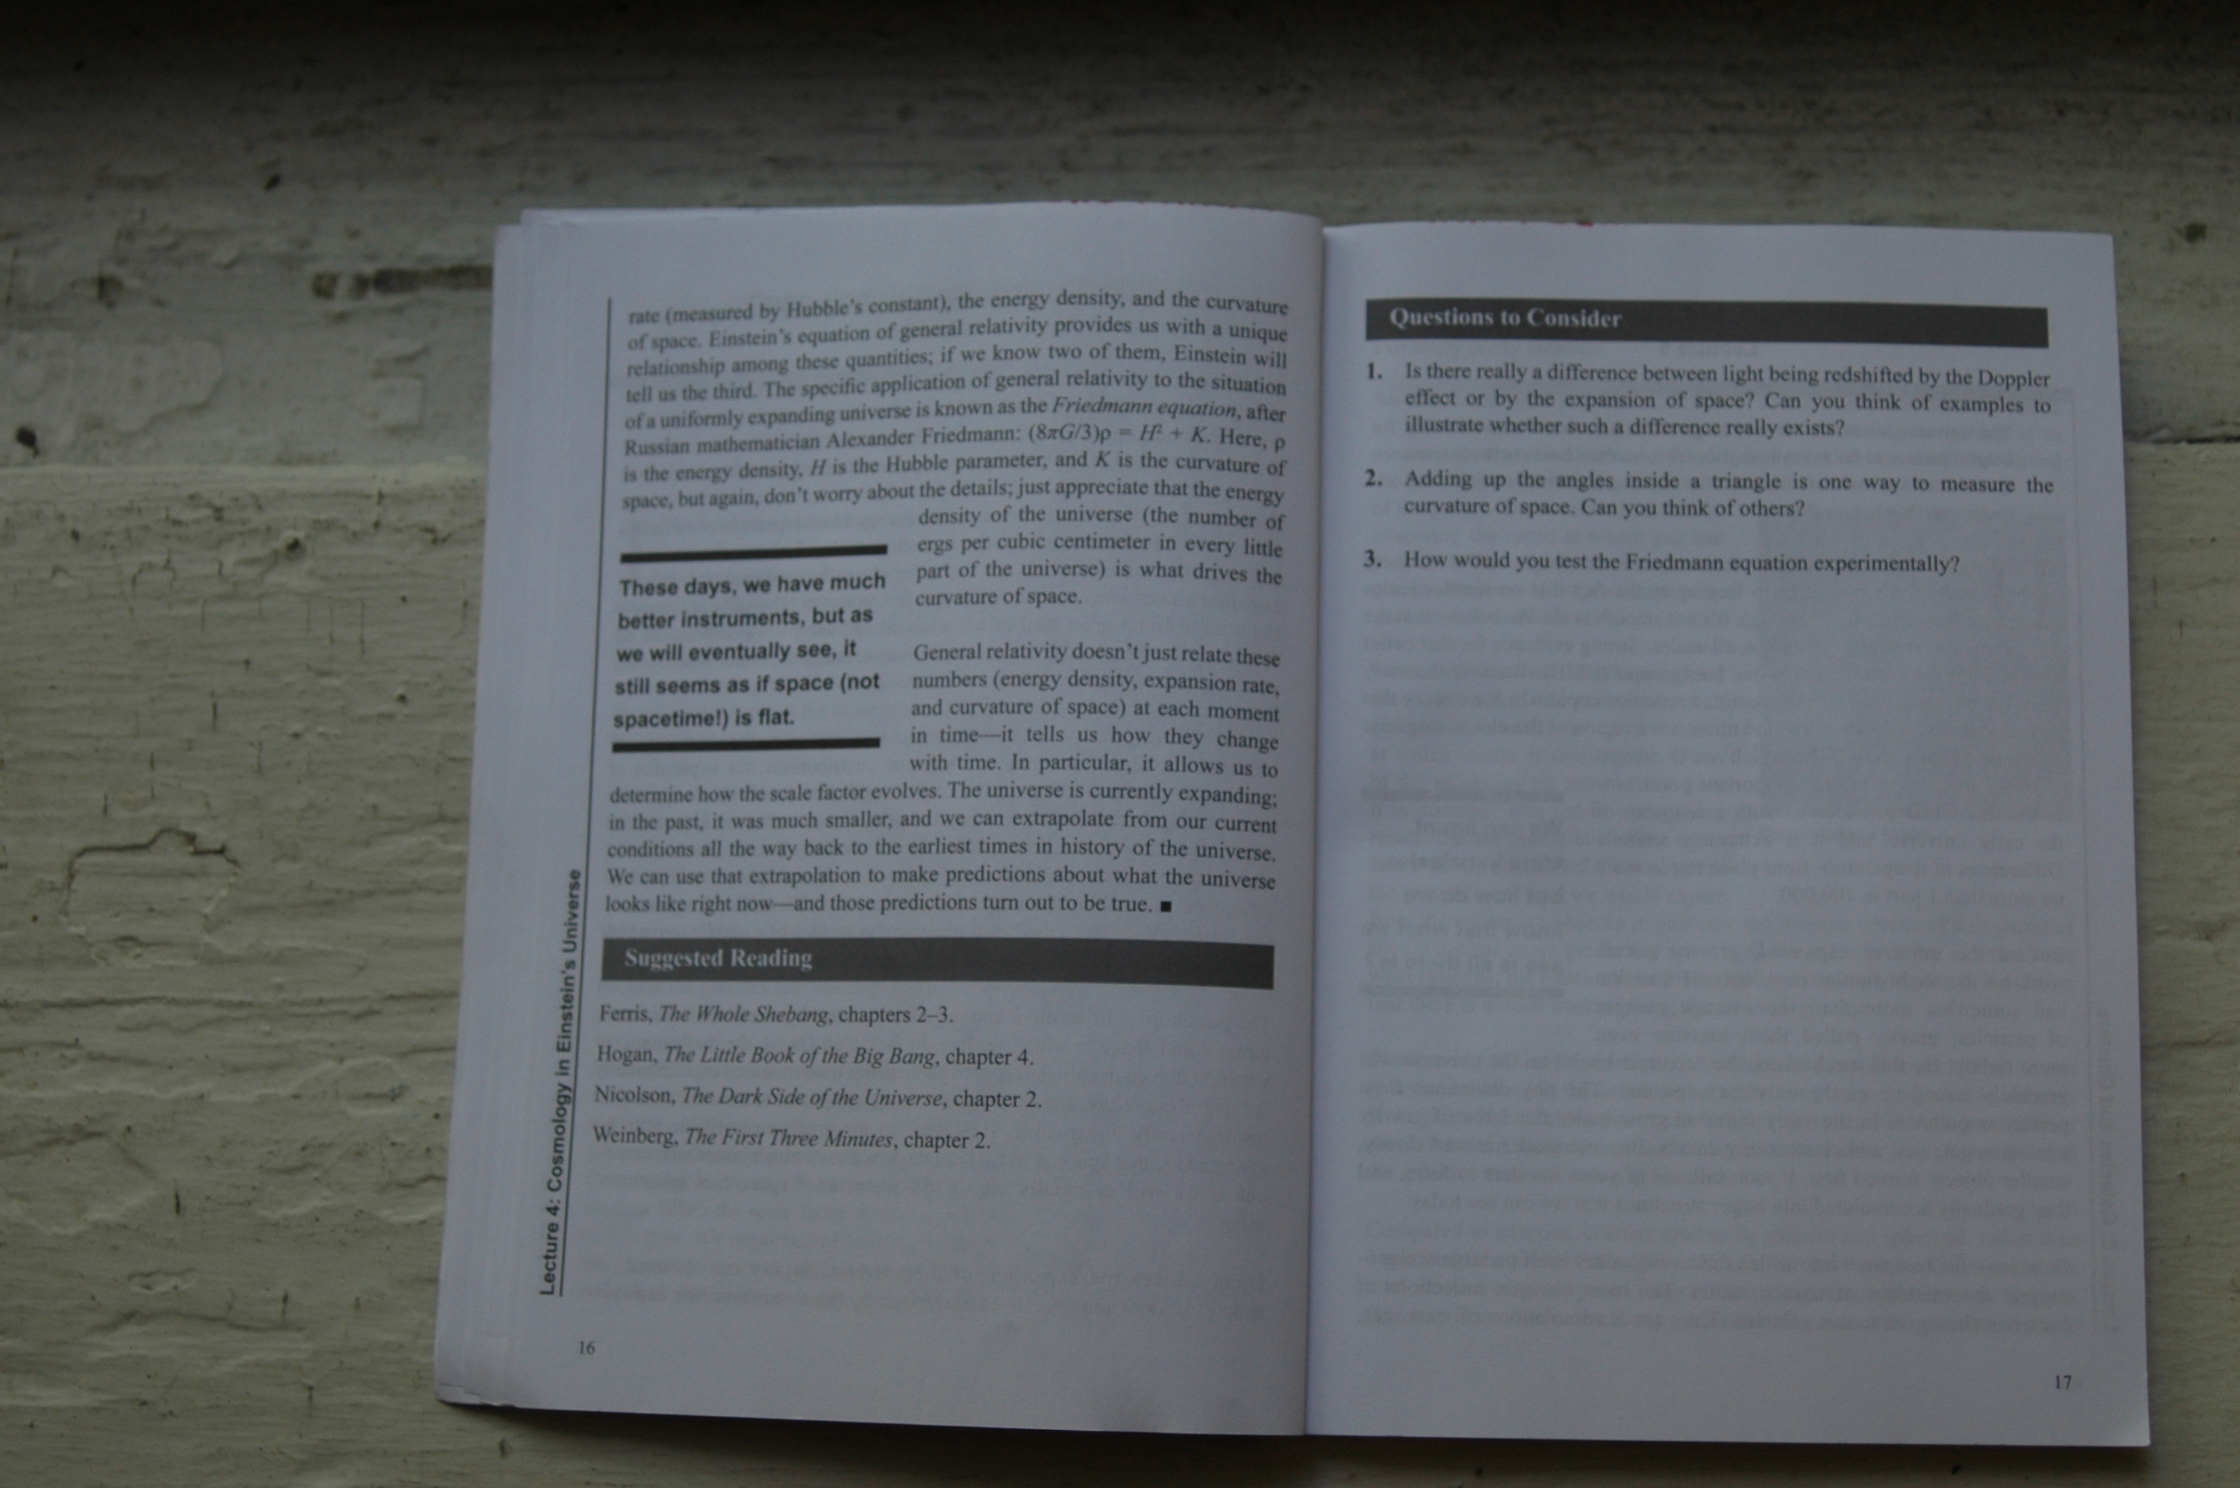 rate (measured by Hubble's constant), the energy density, and the curvature
of space. Einstein's equation of general relativity provides us with a unique
relationship among these quantities; if we know two of them, Einstein will
tell us the third. The specific application of general relativity to the situation
of a uniformly expanding universe is known as the Friedmann equation, after
Russian mathematician Alexander Friedmann: (8πG/3)ρ = H² + K. Here, ρ
is the energy density, H is the Hubble parameter, and K is the curvature of
space, but again, don't worry about the details; just appreciate that the energy
density of the universe (the number of
ergs per cubic centimeter in every little
part of the universe) is what drives the
curvature of space.
These days, we have much
better instruments, but as
we will eventually see, it
still seems as if space (not
spacetime!) is flat.
General relativity doesn't just relate these
numbers (energy density, expansion rate,
and curvature of space) at each moment
in time—it tells us how they change
with time. In particular, it allows us to
determine how the scale factor evolves. The universe is currently expanding;
in the past, it was much smaller, and we can extrapolate from our current
conditions all the way back to the earliest times in history of the universe.
We can use that extrapolation to make predictions about what the universe
looks like right now—and those predictions turn out to be true. ■
Suggested Reading
Ferris, The Whole Shebang, chapters 2–3.
Hogan, The Little Book of the Big Bang, chapter 4.
Nicolson, The Dark Side of the Universe, chapter 2.
Weinberg, The First Three Minutes, chapter 2.
Lecture 4: Cosmology in Einstein's Universe
16
Questions to Consider
1. Is there really a difference between light being redshifted by the Doppler
effect or by the expansion of space? Can you think of examples to
illustrate whether such a difference really exists?
2. Adding up the angles inside a triangle is one way to measure the
curvature of space. Can you think of others?
3. How would you test the Friedmann equation experimentally?
17